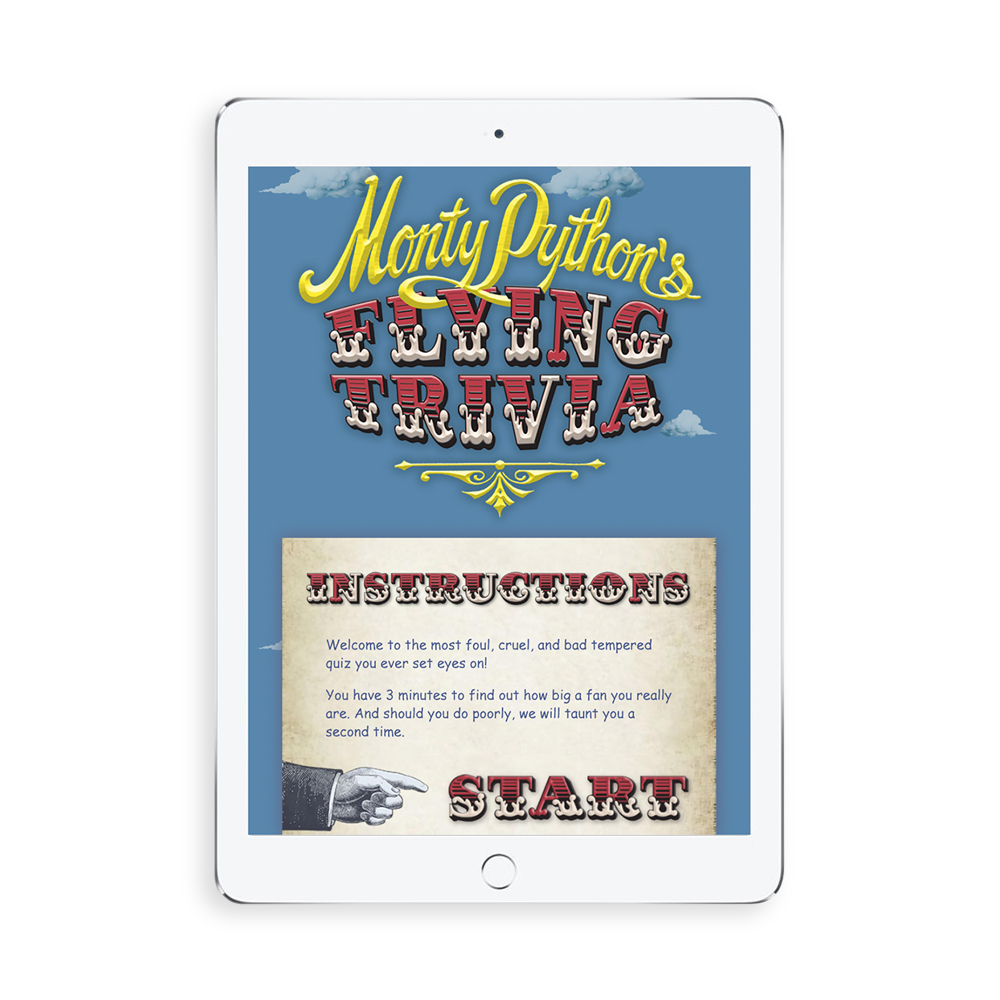 Monty Python's
FLYING
TRIVIA
INSTRUCTIONS
Welcome to the most foul, cruel, and bad tempered
quiz you ever set eyes on!
You have 3 minutes to find out how big a fan you really
are. And should you do poorly, we will taunt you a
second time.
START